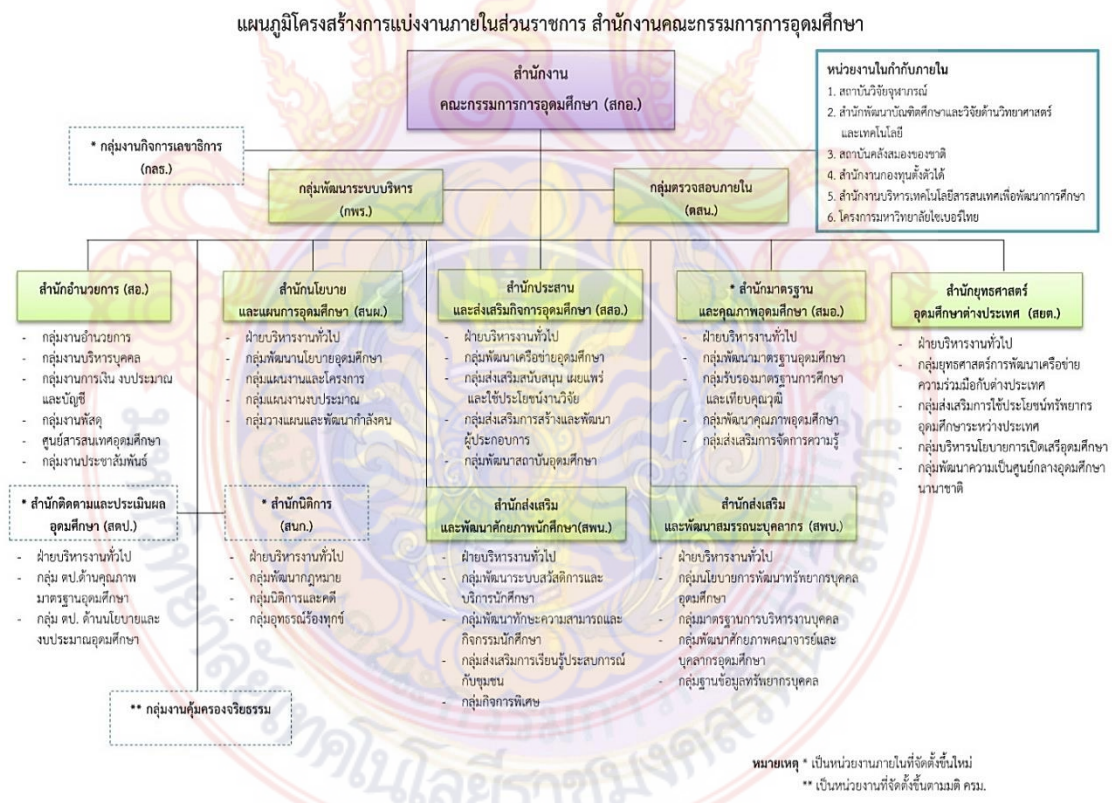 แผนภูมิโครงสร้างการแบ่งงานภายในส่วนราชการ สำนักงานคณะกรรมการการอุดมศึกษา
สำนักงาน
คณะกรรมการการอุดมศึกษา (สกอ.)
หน่วยงานในกำกับภายใน
1. สถาบันวิจัยจุฬาภรณ์
2. สำนักพัฒนาบัณฑิตศึกษาและวิจัยด้านวิทยาศาสตร์
และเทคโนโลยี
3. สถาบันคลังสมองของชาติ
4. สำนักงานกองทุนตั้งตัวได้
5. สำนักงานบริหารเทคโนโลยีสารสนเทศเพื่อพัฒนาการศึกษา
6. โครงการมหาวิทยาลัยไซเบอร์ไทย
* กลุ่มงานกิจการเลขาธิการ
(กลธ.)
กลุ่มพัฒนาระบบบริหาร
(กพร.)
กลุ่มตรวจสอบภายใน
(ตสน.)
สำนักอำนวยการ (สอ.)
- กลุ่มงานอำนวยการ
- กลุ่มงานบริหารบุคคล
- กลุ่มงานการเงิน งบประมาณ
และบัญชี
- กลุ่มงานพัสดุ
- ศูนย์สารสนเทศอุดมศึกษา
- กลุ่มงานประชาสัมพันธ์
สำนักนโยบาย
และแผนการอุดมศึกษา (สนผ.)
- ฝ่ายบริหารงานทั่วไป
- กลุ่มพัฒนานโยบายอุดมศึกษา
- กลุ่มแผนงานและโครงการ
- กลุ่มแผนงานงบประมาณ
- กลุ่มวางแผนและพัฒนากำลังคน
สำนักประสาน
และส่งเสริมกิจการอุดมศึกษา (สสอ.)
- ฝ่ายบริหารงานทั่วไป
- กลุ่มพัฒนาเครือข่ายอุดมศึกษา
- กลุ่มส่งเสริมสนับสนุน เผยแพร่
และใช้ประโยชน์งานวิจัย
- กลุ่มส่งเสริมการสร้างและพัฒนา
ผู้ประกอบการ
- กลุ่มพัฒนาสถาบันอุดมศึกษา
* สำนักมาตรฐาน
และคุณภาพอุดมศึกษา (สมอ.)
- ฝ่ายบริหารงานทั่วไป
- กลุ่มพัฒนามาตรฐานอุดมศึกษา
- กลุ่มรับรองมาตรฐานการศึกษา
และเทียบคุณวุฒิ
- กลุ่มพัฒนาคุณภาพอุดมศึกษา
- กลุ่มส่งเสริมการจัดการความรู้
สำนักยุทธศาสตร์
อุดมศึกษาต่างประเทศ (สยต.)
- ฝ่ายบริหารงานทั่วไป
- กลุ่มยุทธศาสตร์การพัฒนาเครือข่าย
ความร่วมมือกับต่างประเทศ
- กลุ่มส่งเสริมการใช้ประโยชน์ทรัพยากร
อุดมศึกษาระหว่างประเทศ
- กลุ่มบริหารนโยบายการเปิดเสรีอุดมศึกษา
- กลุ่มพัฒนาความเป็นศูนย์กลางอุดมศึกษา
นานาชาติ
* สำนักติดตามและประเมินผล
อุดมศึกษา (สตป.)
- ฝ่ายบริหารงานทั่วไป
- กลุ่ม ตป.ด้านคุณภาพ
มาตรฐานอุดมศึกษา
- กลุ่ม ตป. ด้านนโยบายและ
งบประมาณอุดมศึกษา
* สำนักนิติการ
(สนก.)
- ฝ่ายบริหารงานทั่วไป
- กลุ่มพัฒนากฎหมาย
- กลุ่มนิติการและคดี
- กลุ่มอุทธรณ์ร้องทุกข์
สำนักส่งเสริม
และพัฒนาศักยภาพนักศึกษา (สพน.)
- ฝ่ายบริหารงานทั่วไป
- กลุ่มพัฒนาระบบสวัสดิการและ
บริการนักศึกษา
- กลุ่มพัฒนาทักษะความสามารถและ
กิจกรรมนักศึกษา
- กลุ่มส่งเสริมการเรียนรู้ประสบการณ์
กับชุมชน
- กลุ่มกิจการพิเศษ
สำนักส่งเสริม
และพัฒนาสมรรถนะบุคลากร (สพบ.)
- ฝ่ายบริหารงานทั่วไป
- กลุ่มนโยบายการพัฒนาทรัพยากรบุคคล
อุดมศึกษา
- กลุ่มมาตรฐานการบริหารงานบุคคล
- กลุ่มพัฒนาศักยภาพคณาจารย์และ
บุคลากรอุดมศึกษา
- กลุ่มฐานข้อมูลทรัพยากรบุคคล
** กลุ่มงานคุ้มครองจริยธรรม
หมายเหตุ * เป็นหน่วยงานภายในที่จัดตั้งขึ้นใหม่
** เป็นหน่วยงานที่จัดตั้งขึ้นตามมติ ครม.